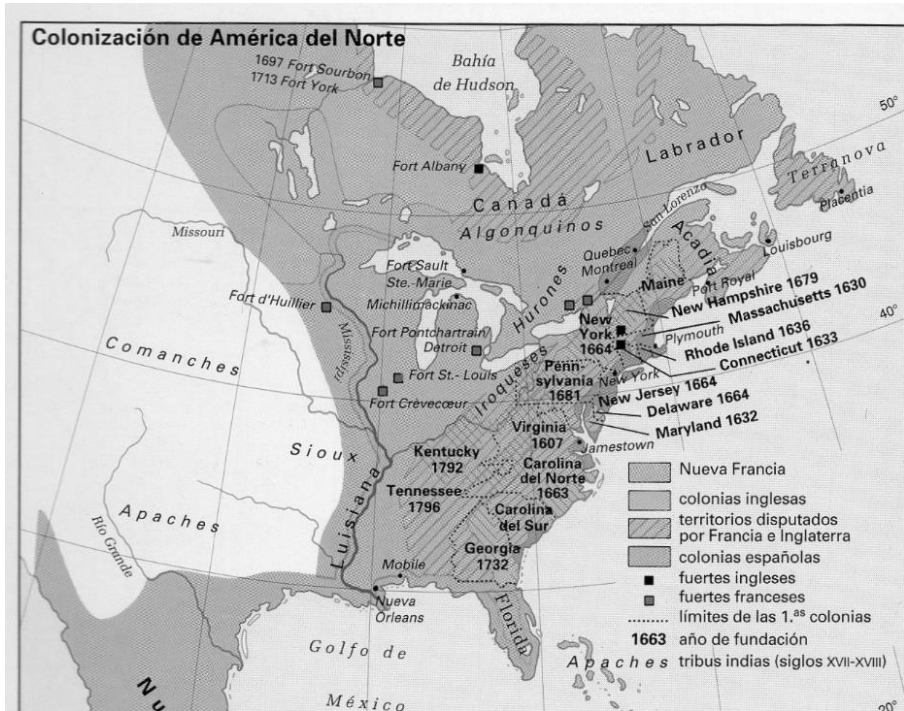 Colonización de América del Norte
1697 Fort Sourbon
1713 Fort York
Bahía
de Hudson
50°
Labrador
Terranova
Fort Albany
Placentia
Canadá
San Lorenzo
Algonquinos
Acadia
Louisbourg
Missouri
Quebec
Montreal
Fort Sault
Ste.-Marie
Maine
Port Royal
Michillimackinac
Hurones
New Hampshire 1679
Fort d'Huillier
Massachusetts 1630
40°
Mississipi
Fort Pontchartrain/
Detroit
New
York
1664
Plymouth
Rhode Island 1636
Connecticut 1633
Comanches
Iroqueses
Penn-
sylvania
1681
New York
Fort St.- Louis
Fort Crèvecœur
New Jersey 1664
Delaware 1664
Maryland 1632
Virginia
1607
Jamestown
Sioux
Kentucky
1792
Carolina
del Norte
1663
Tennessee
1796
Carolina
del Sur
Apaches
Luisiana
Río Grande
Georgia
1732
Mobile
Nueva
Orleans
Florida
Golfo de
México
Nu
20°
Nueva Francia
colonias inglesas
territorios disputados
por Francia e Inglaterra
colonias españolas
fuertes ingleses
fuertes franceses
límites de las 1.as colonias
1663 año de fundación
Apaches tribus indias (siglos XVII-XVIII)